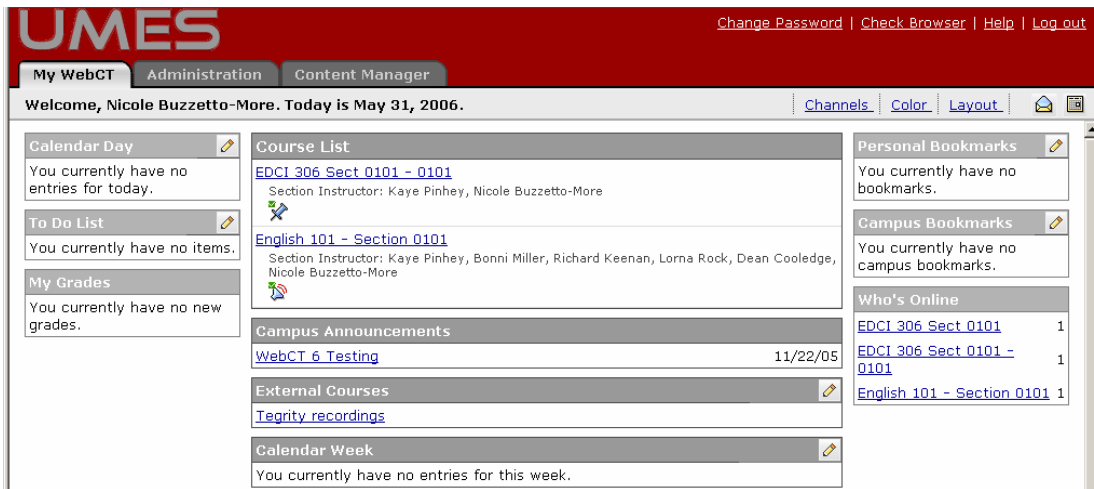 UMES
Change Password | Check Browser | Help | Log out
My WebCT
Administration
Content Manager
Welcome, Nicole Buzzetto-More. Today is May 31, 2006.
Channels
Color
Layout
Calendar Day
You currently have no
entries for today.
To Do List
You currently have no items.
My Grades
You currently have no new
grades.
Course List
EDCI 306 Sect 0101 - 0101
Section Instructor: Kaye Pinhey, Nicole Buzzetto-More
English 101 - Section 0101
Section Instructor: Kaye Pinhey, Bonni Miller, Richard Keenan, Lorna Rock, Dean Cooledge,
Nicole Buzzetto-More
Campus Announcements
WebCT 6 Testing 11/22/05
External Courses
Tegrity recordings
Calendar Week
You currently have no entries for this week.
Personal Bookmarks
You currently have no
bookmarks.
Campus Bookmarks
You currently have no
campus bookmarks.
Who's Online
EDCI 306 Sect 0101 1
EDCI 306 Sect 0101 -
0101 1
English 101 - Section 0101 1